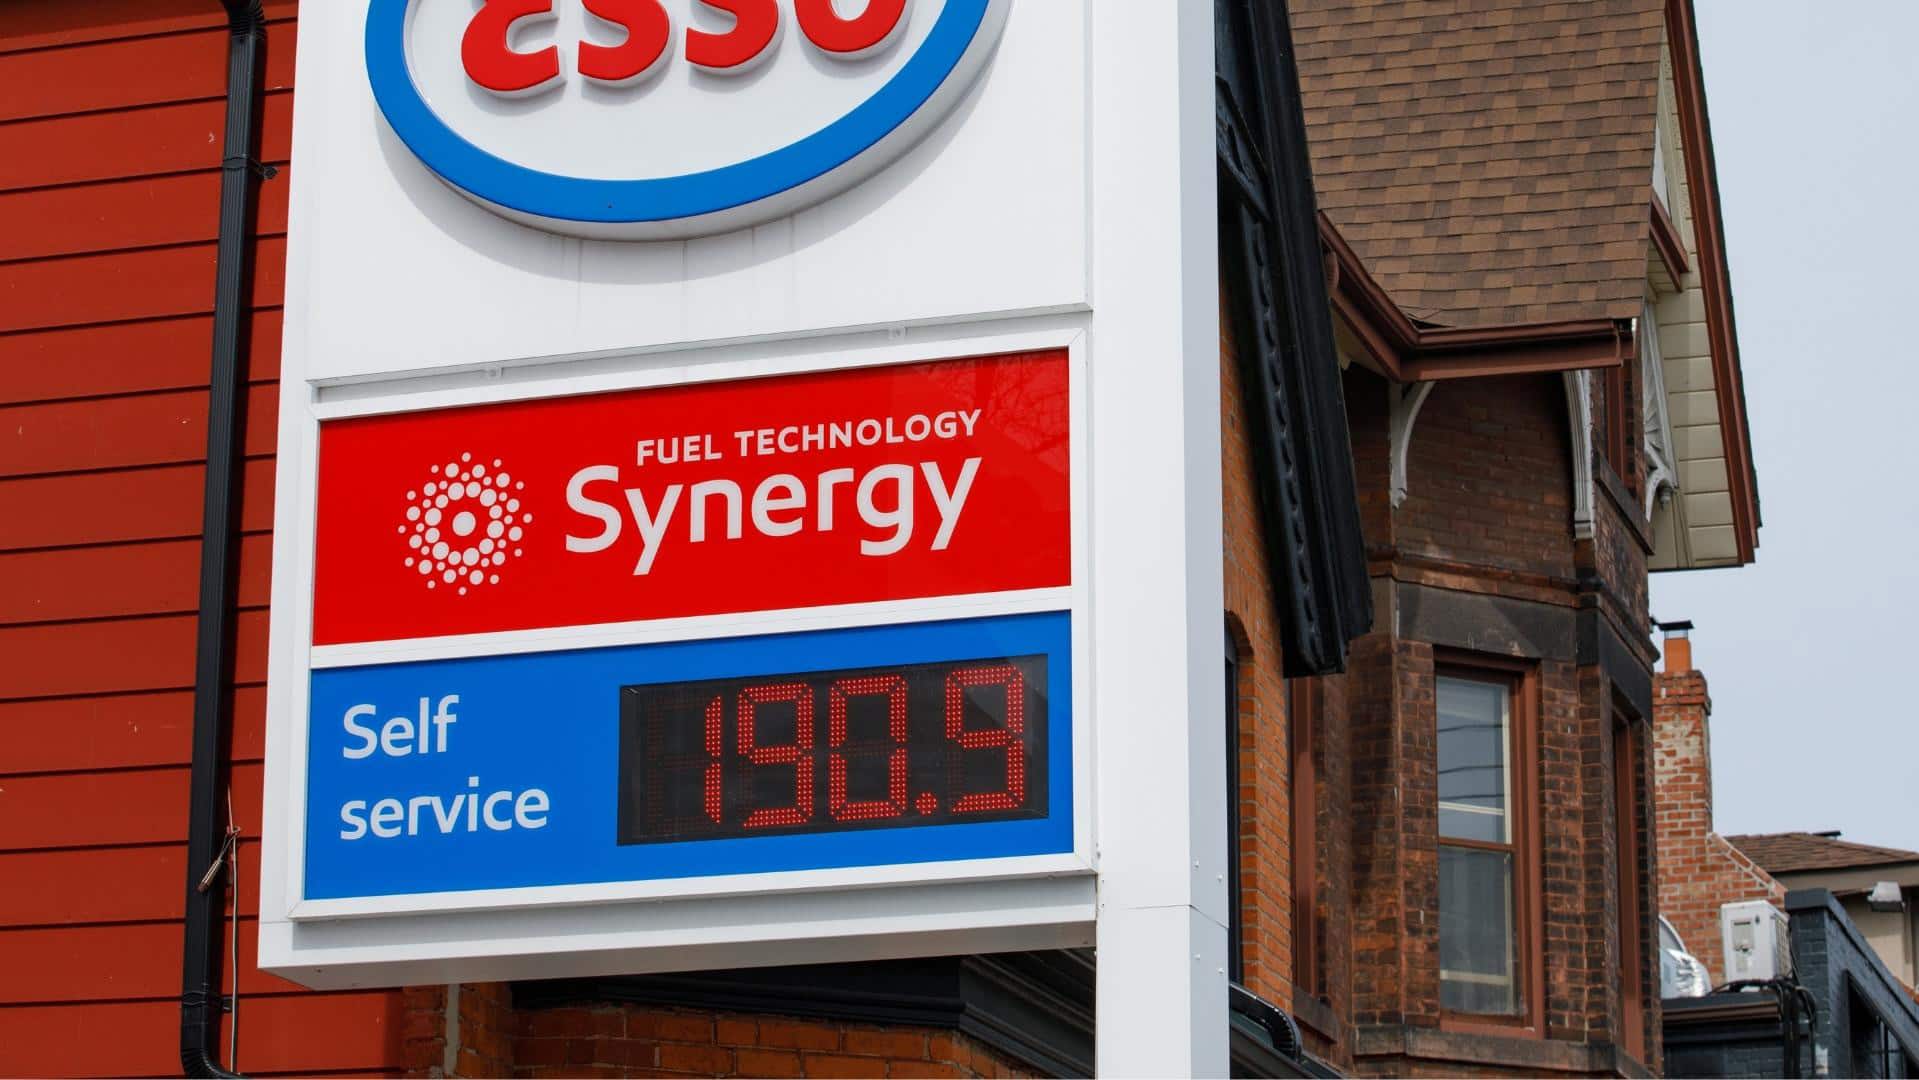 Esso
FUEL TECHNOLOGY
Synergy
Self
service
190.9